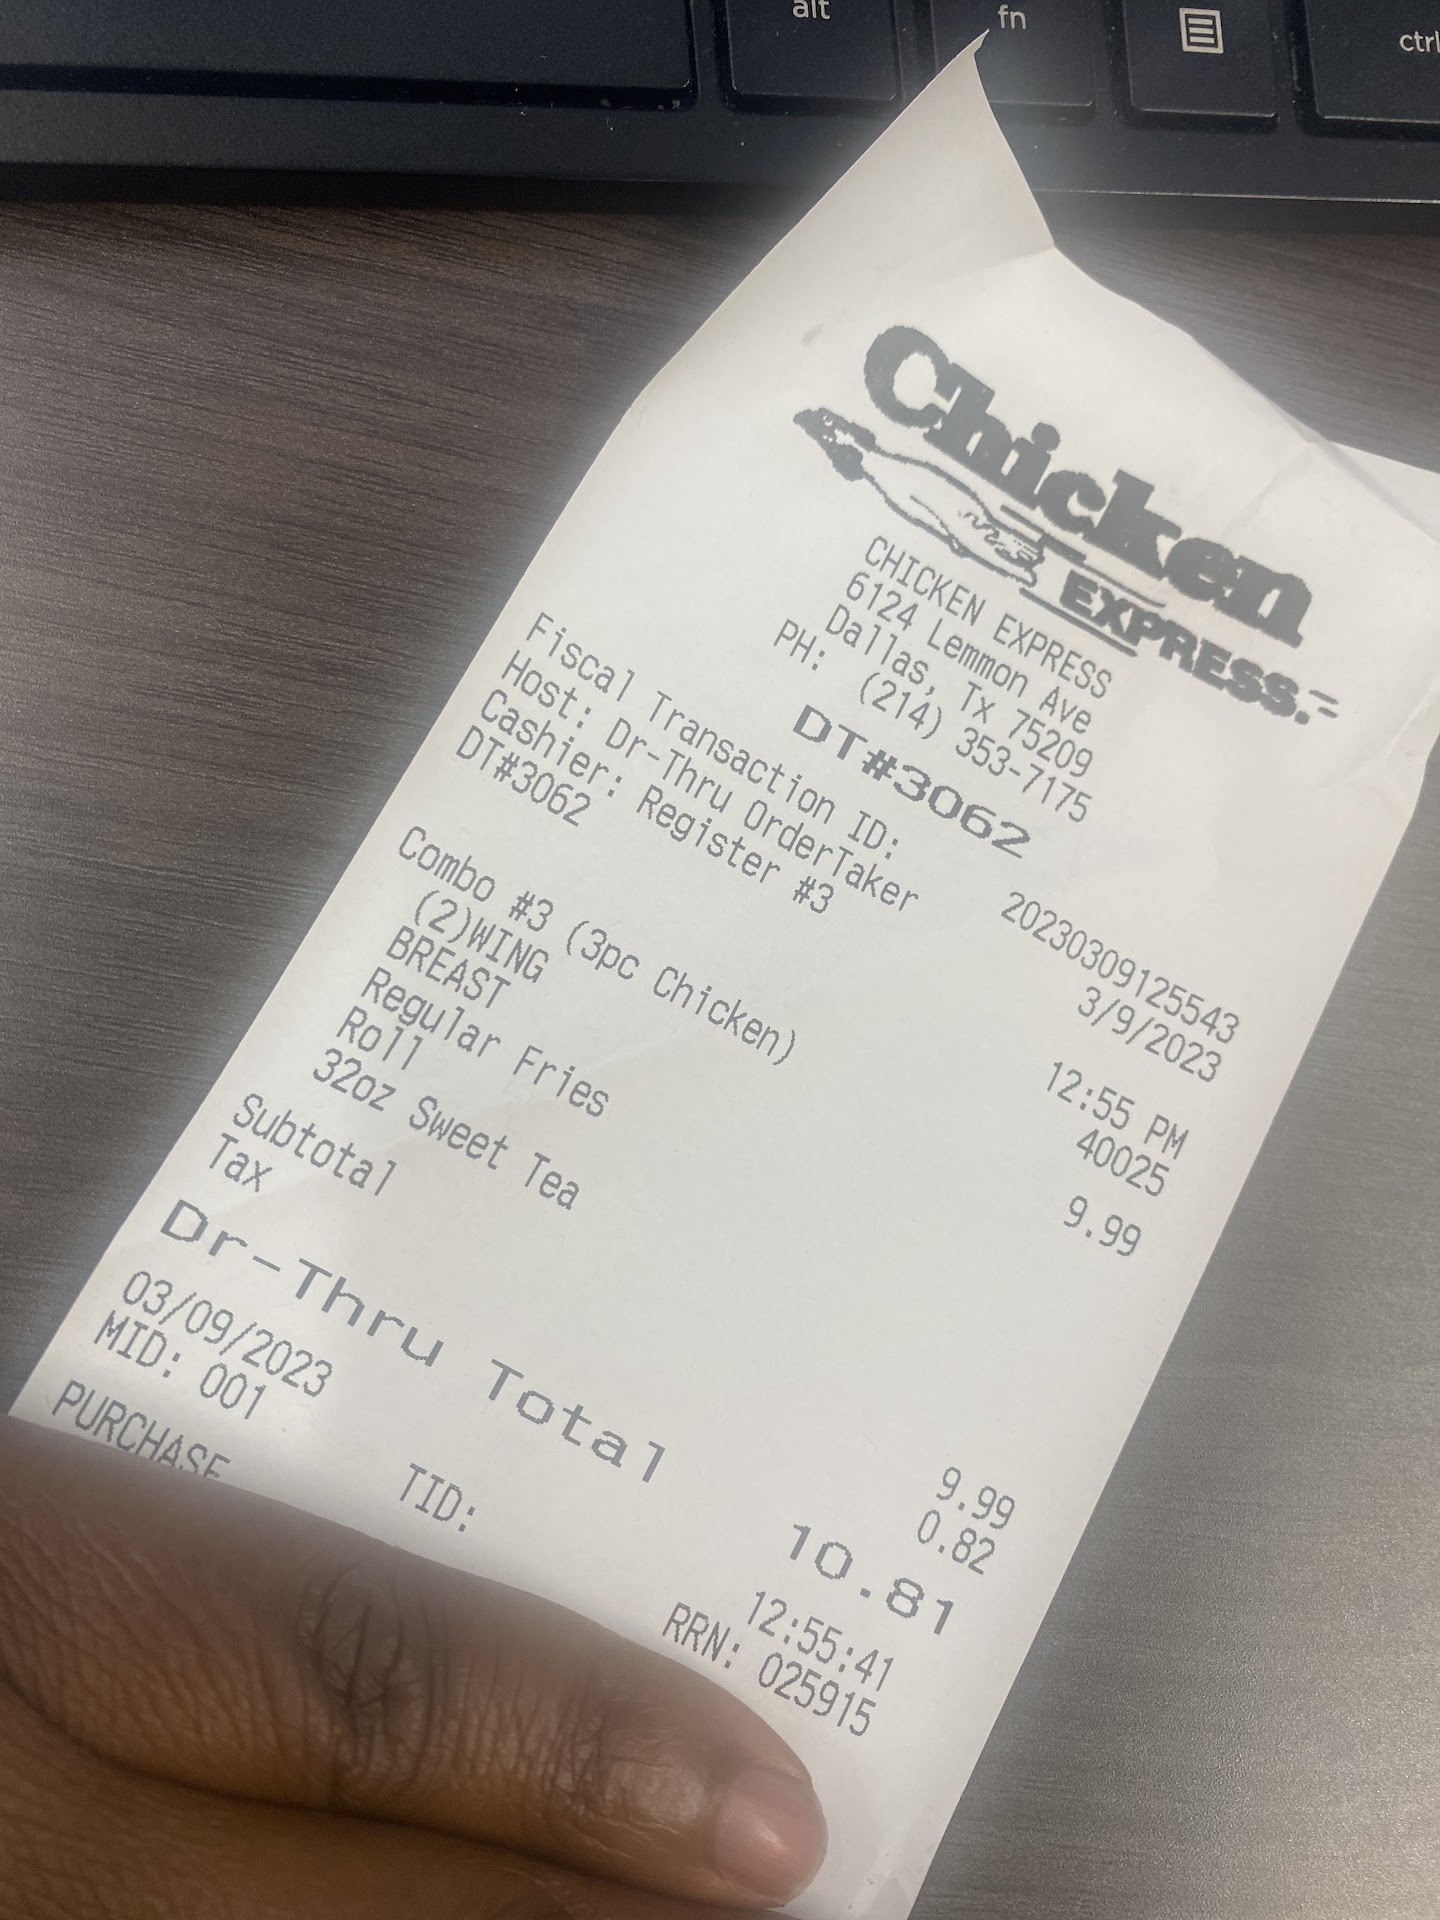 alt
fn
ctrl
Chicken
EXPRESS.
CHICKEN EXPRESS
6124 Lemmon Ave
Dallas, Tx 75209
PH: (214) 353-7175
DT#3062
Fiscal Transaction ID:
20230309125543
Host: Dr-Thru OrderTaker 3/9/2023
Cashier: Register #3 12:55 PM
DT#3062 40025
Combo #3 (3pc Chicken) 9.99
(2)WING
BREAST
Regular Fries
Roll
32oz Sweet Tea
Subtotal 9.99
Tax 0.82
Dr-Thru Total 10.81
03/09/2023 12:55:41
MID: 001 TID: RRN: 025915
PURCHASE